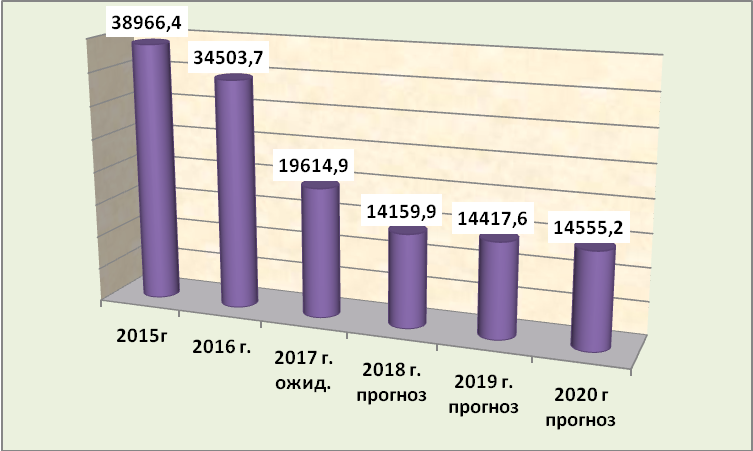 38966,4
34503,7
19614,9
14159,9
14417,6
14555,2
2015г
2016 г.
2017 г.
ожид.
2018 г.
прогноз
2019 г.
прогноз
2020 г
прогноз